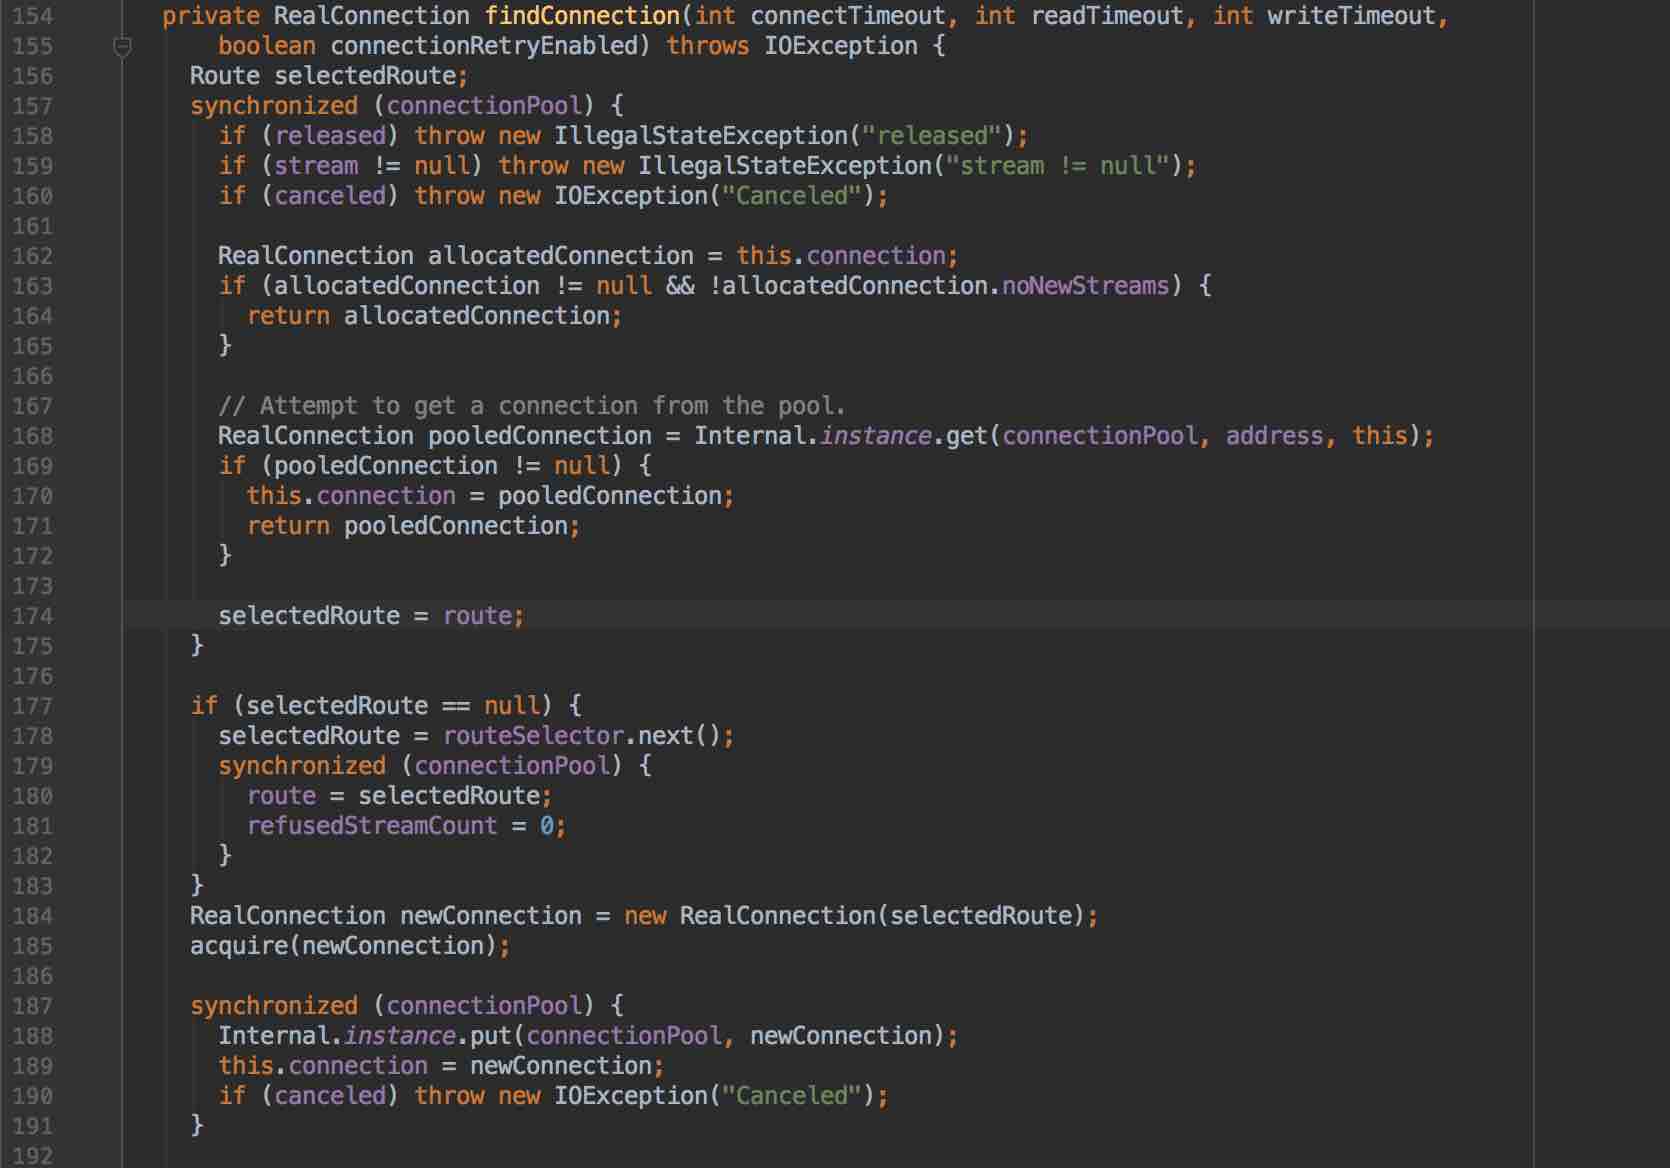 154 private RealConnection findConnection(int connectTimeout, int readTimeout, int writeTimeout,
155 boolean connectionRetryEnabled) throws IOException {
156 Route selectedRoute;
157 synchronized (connectionPool) {
158 if (released) throw new IllegalStateException("released");
159 if (stream != null) throw new IllegalStateException("stream != null");
160 if (canceled) throw new IOException("Canceled");
161
162 RealConnection allocatedConnection = this.connection;
163 if (allocatedConnection != null && !allocatedConnection.noNewStreams) {
164 return allocatedConnection;
165 }
166
167 // Attempt to get a connection from the pool.
168 RealConnection pooledConnection = Internal.instance.get(connectionPool, address, this);
169 if (pooledConnection != null) {
170 this.connection = pooledConnection;
171 return pooledConnection;
172 }
173
174 selectedRoute = route;
175 }
176
177 if (selectedRoute == null) {
178 selectedRoute = routeSelector.next();
179 synchronized (connectionPool) {
180 route = selectedRoute;
181 refusedStreamCount = 0;
182 }
183 }
184 RealConnection newConnection = new RealConnection(selectedRoute);
185 acquire(newConnection);
186
187 synchronized (connectionPool) {
188 Internal.instance.put(connectionPool, newConnection);
189 this.connection = newConnection;
190 if (canceled) throw new IOException("Canceled");
191 }
192